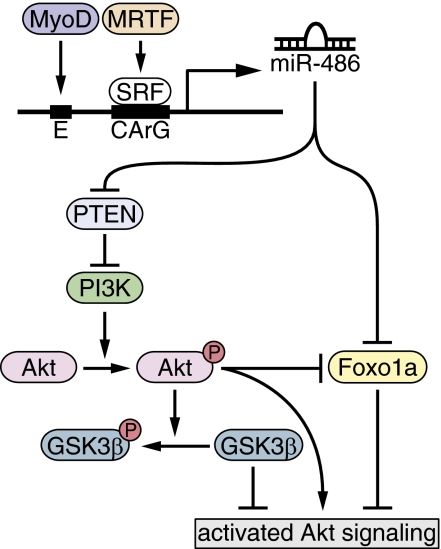 MyoD MRTF
SRF
miR-486
E CArG
PTEN
PI3K
Akt Akt P Foxo1a
GSK3β P GSK3β
activated Akt signaling